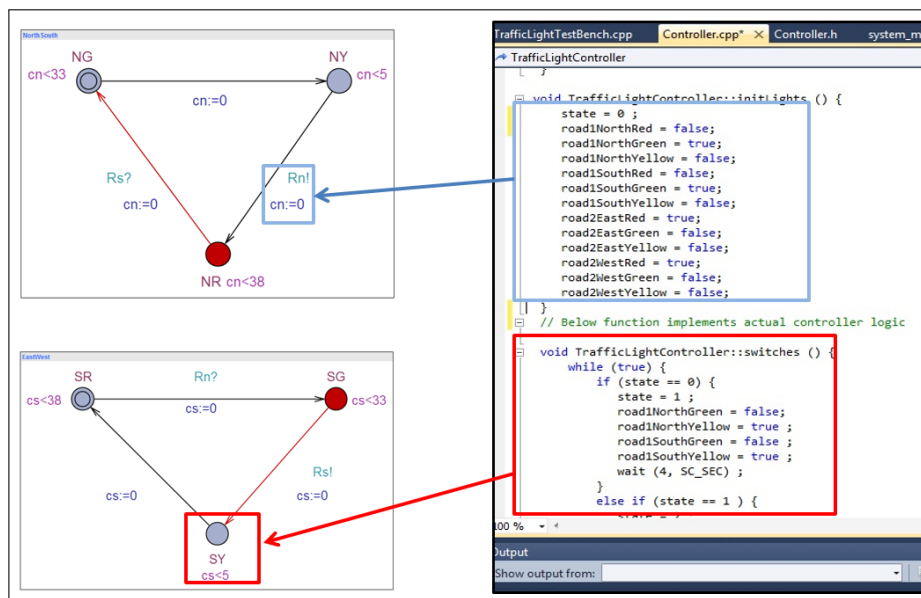 North South
NG
NY
cn<33
cn<5
cn:=0
Rs?
Rn!
cn:=0
cn:=0
NR cn<38
EastWest
SR
Rn?
SG
cs<38
cs:=0
cs<33
Rs!
cs:=0
cs:=0
SY
cs<5
TrafficLightTestBench.cpp Controller.cpp* Controller.h
TrafficLightController
}
void TrafficLightController::initLights () {
state = 0 ;
road1NorthRed = false;
road1NorthGreen = true;
road1NorthYellow = false;
road1SouthRed = false;
road1SouthGreen = true;
road1SouthYellow = false;
road2EastRed = true;
road2EastGreen = false;
road2EastYellow = false;
road2WestRed = true;
road2WestGreen = false;
road2WestYellow = false;
}
// Below function implements actual controller logic
void TrafficLightController::switches () {
while (true) {
if (state == 0) {
state = 1 ;
road1NorthGreen = false;
road1NorthYellow = true ;
road1SouthGreen = false ;
road1SouthYellow = true ;
wait (4, SC_SEC) ;
}
else if (state == 1 ) {
100 %
Output
Show output from: